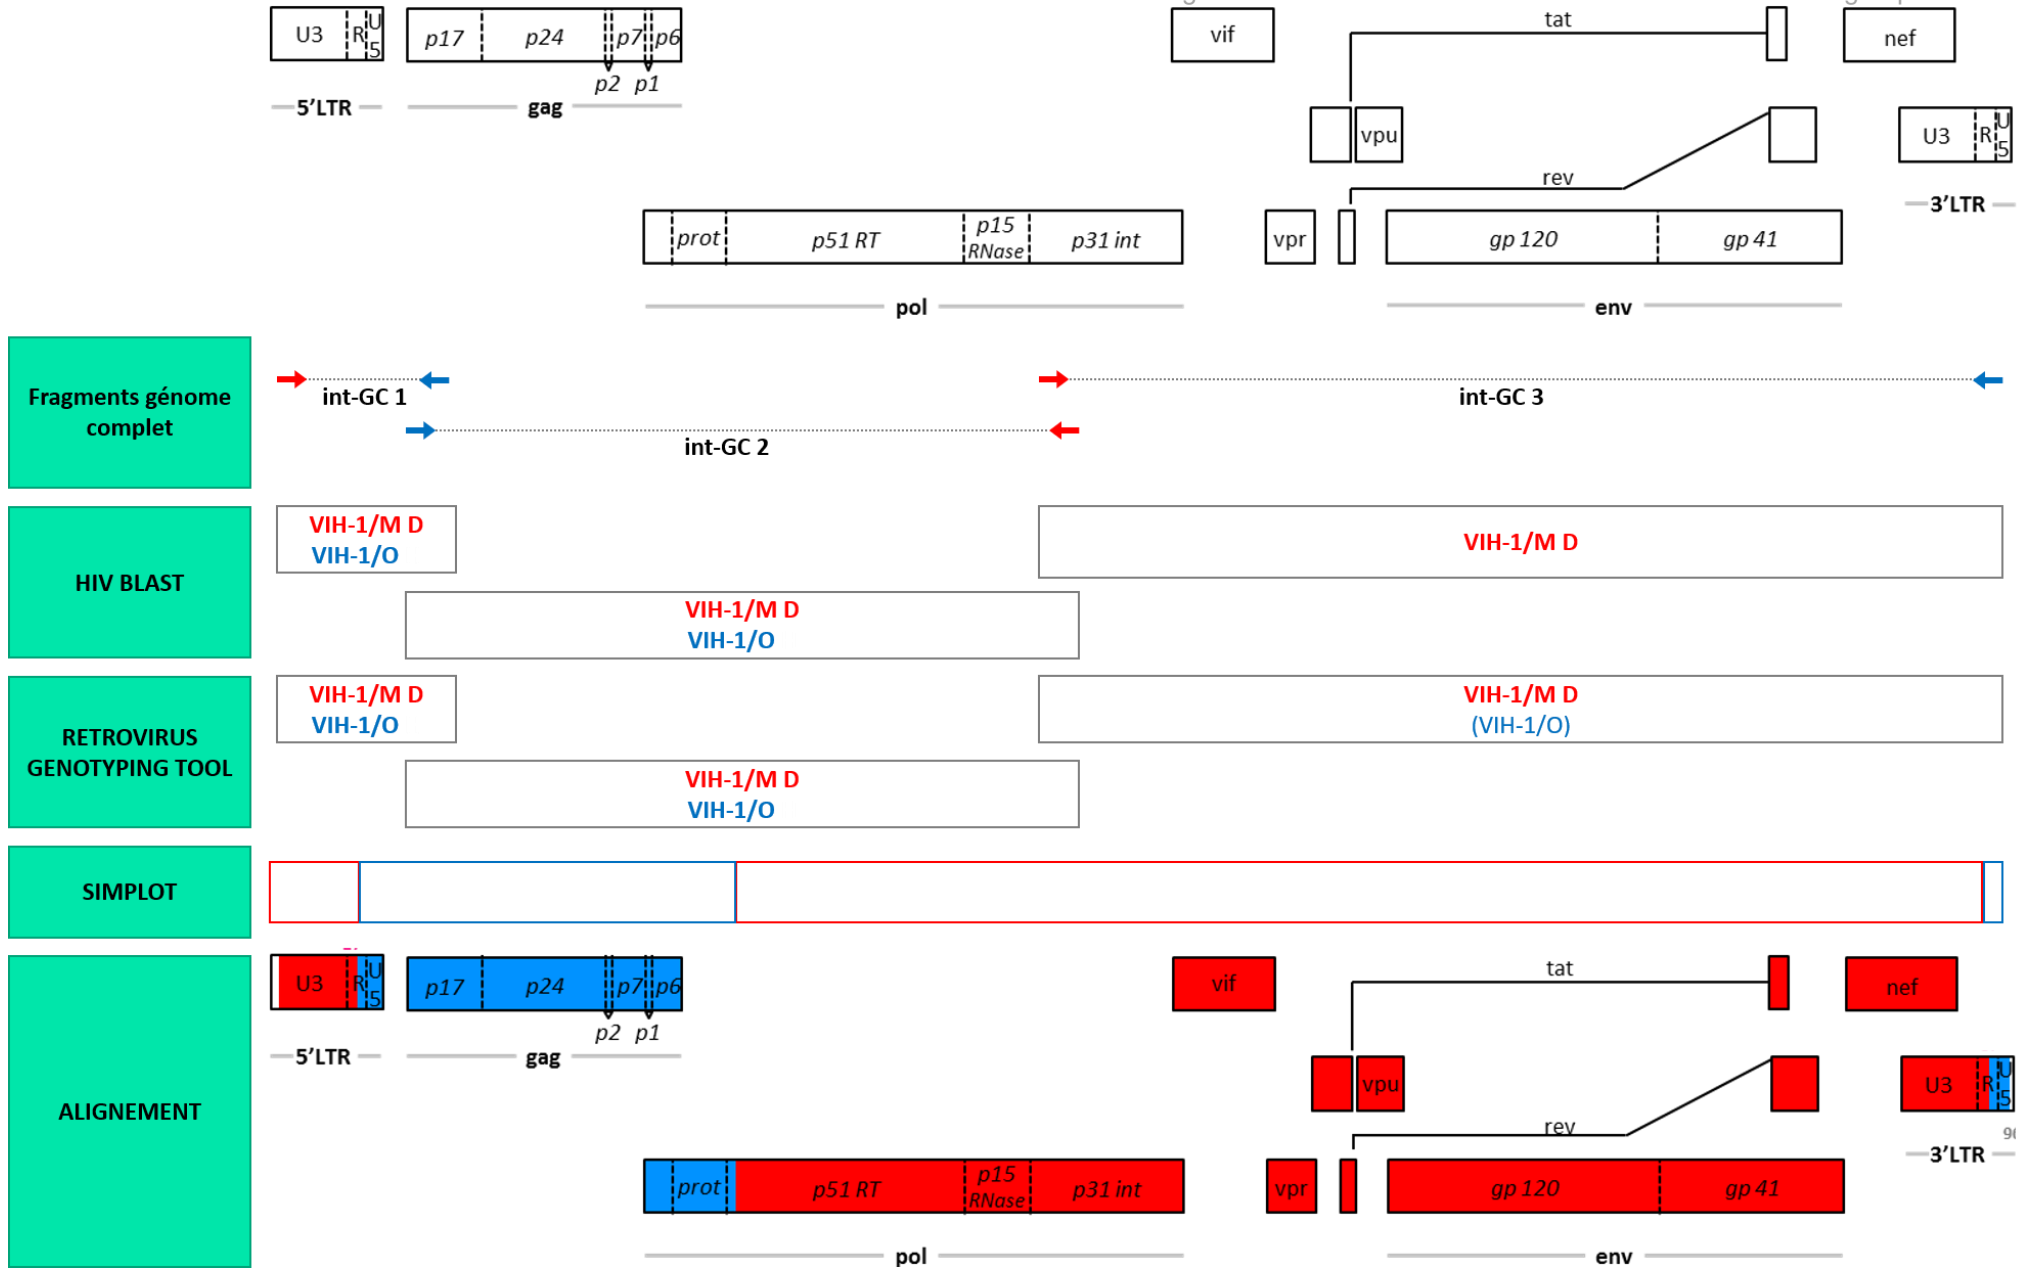 U3 R U
5
p17 p24 p7 p6
p2 p1
5'LTR gag
vif tat nef
vpu
U3 R U
5
rev
3'LTR
prot p51 RT p15
RNase p31 int
vpr gp 120 gp 41
pol env
Fragments génome
complet
int-GC 1
int-GC 2
int-GC 3
HIV BLAST
VIH-1/M D
VIH-1/O
VIH-1/M D
VIH-1/M D
VIH-1/O
RETROVIRUS
GENOTYPING TOOL
VIH-1/M D
VIH-1/O
VIH-1/M D
(VIH-1/O)
VIH-1/M D
VIH-1/O
SIMPLOT
ALIGNEMENT
U3 R U
5
p17 p24 p7 p6
p2 p1
5'LTR gag
vif tat nef
vpu
U3 R U
5
rev
3'LTR
prot p51 RT p15
RNase p31 int
vpr gp 120 gp 41
pol env